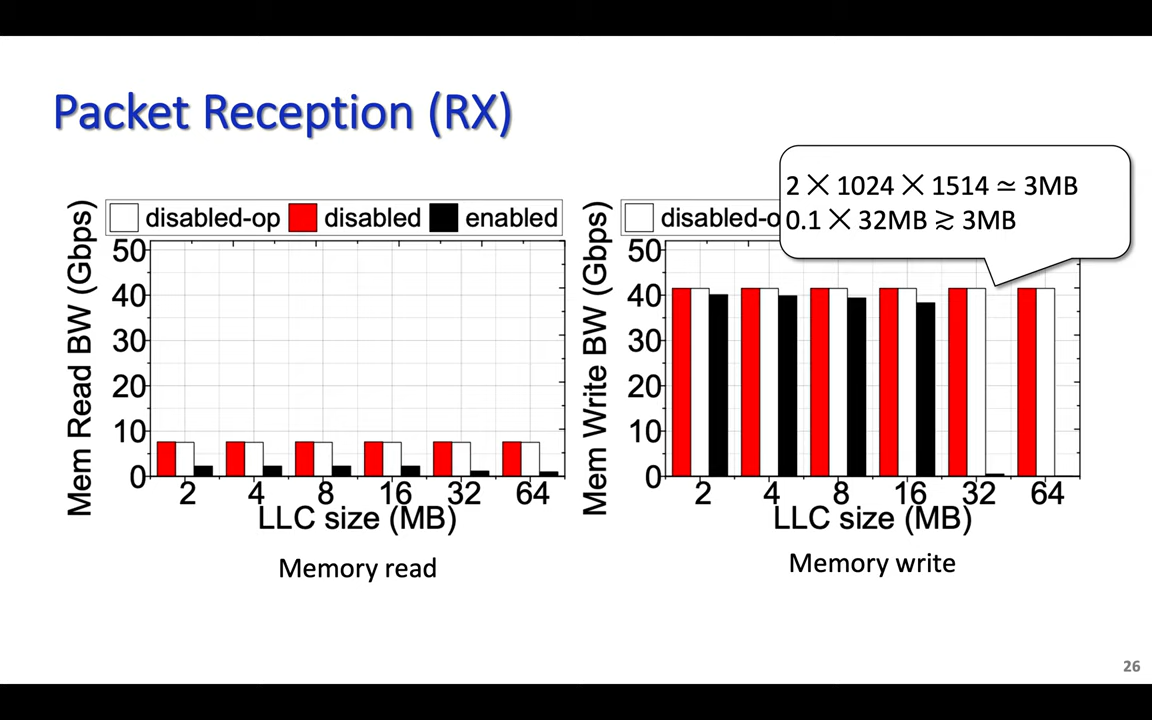 Packet Reception (RX)
2 × 1024 × 1514 ≃ 3MB
0.1 × 32MB ≳ 3MB
disabled-op disabled enabled
Mem Read BW (Gbps)
50
40
30
20
10
0
2 4 8 16 32 64
LLC size (MB)
Memory read
disabled-o
Mem Write BW (Gbps)
50
40
30
20
10
0
2 4 8 16 32 64
LLC size (MB)
Memory write
26